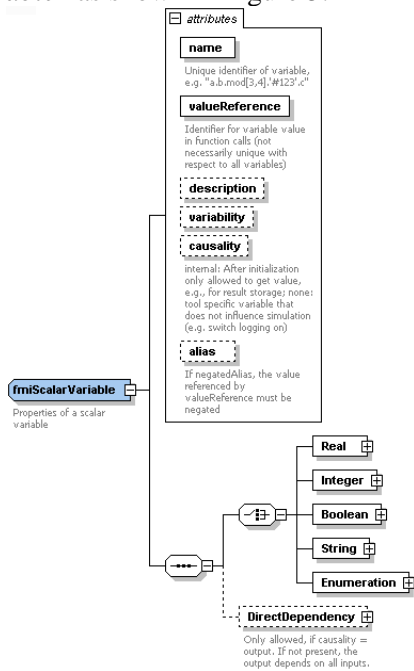 attributes
name
Unique identifier of variable,
e.g. "a.b.mod[3,4].'#123'.c"
valueReference
Identifier for variable value
in function calls (not
necessarily unique with
respect to all variables)
description
variability
causality
internal: After initialization
only allowed to get value,
e.g., for result storage; none:
tool specific variable that
does not influence simulation
(e.g. switch logging on)
alias
If negatedAlias, the value
referenced by
valueReference must be
negated
fmiScalarVariable
Properties of a scalar
variable
Real
Integer
Boolean
String
Enumeration
DirectDependency
Only allowed, if causality =
output. If not present, the
output depends on all inputs.